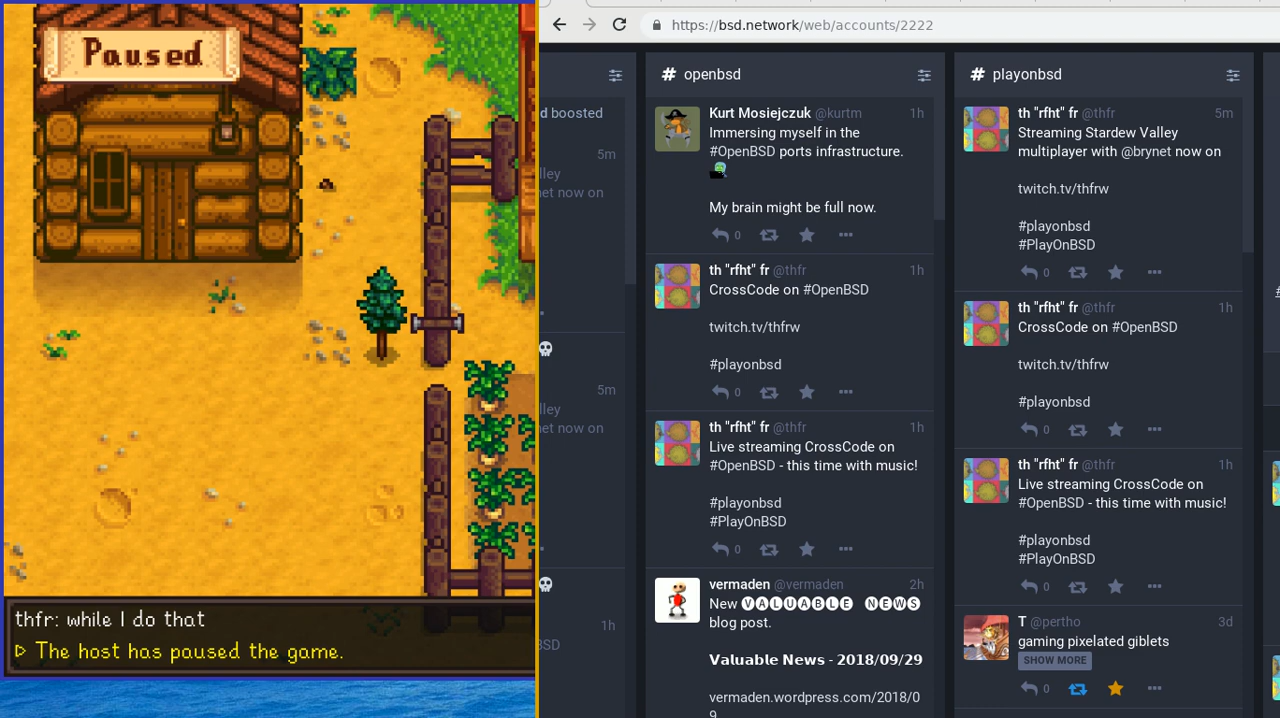 Paused
thfr: while I do that
The host has paused the game.
https://bsd.network/web/accounts/2222
d boosted
5m
lley
net now on
5m
lley
net now on
1h
BSD
# openbsd
Kurt Mosiejczuk @kurtm 1h
Immersing myself in the
#OpenBSD ports infrastructure.
My brain might be full now.
0
th "rfht" fr @thfr 1h
CrossCode on #OpenBSD
twitch.tv/thfrw
#playonbsd
0
th "rfht" fr @thfr 1h
Live streaming CrossCode on
#OpenBSD - this time with music!
#playonbsd
#PlayOnBSD
0
vermaden @vermaden 2h
New 🅥🅐🅛🅤🅐🅑🅛🅔 🅝🅔🅦🅢
blog post.
Valuable News - 2018/09/29
vermaden.wordpress.com/2018/0
9
# playonbsd
th "rfht" fr @thfr 5m
Streaming Stardew Valley
multiplayer with @brynet now on
twitch.tv/thfrw
#playonbsd
#PlayOnBSD
0
th "rfht" fr @thfr 1h
CrossCode on #OpenBSD
twitch.tv/thfrw
#playonbsd
0
th "rfht" fr @thfr 1h
Live streaming CrossCode on
#OpenBSD - this time with music!
#playonbsd
#PlayOnBSD
0
T @pertho 3d
gaming pixelated giblets
SHOW MORE
0
#